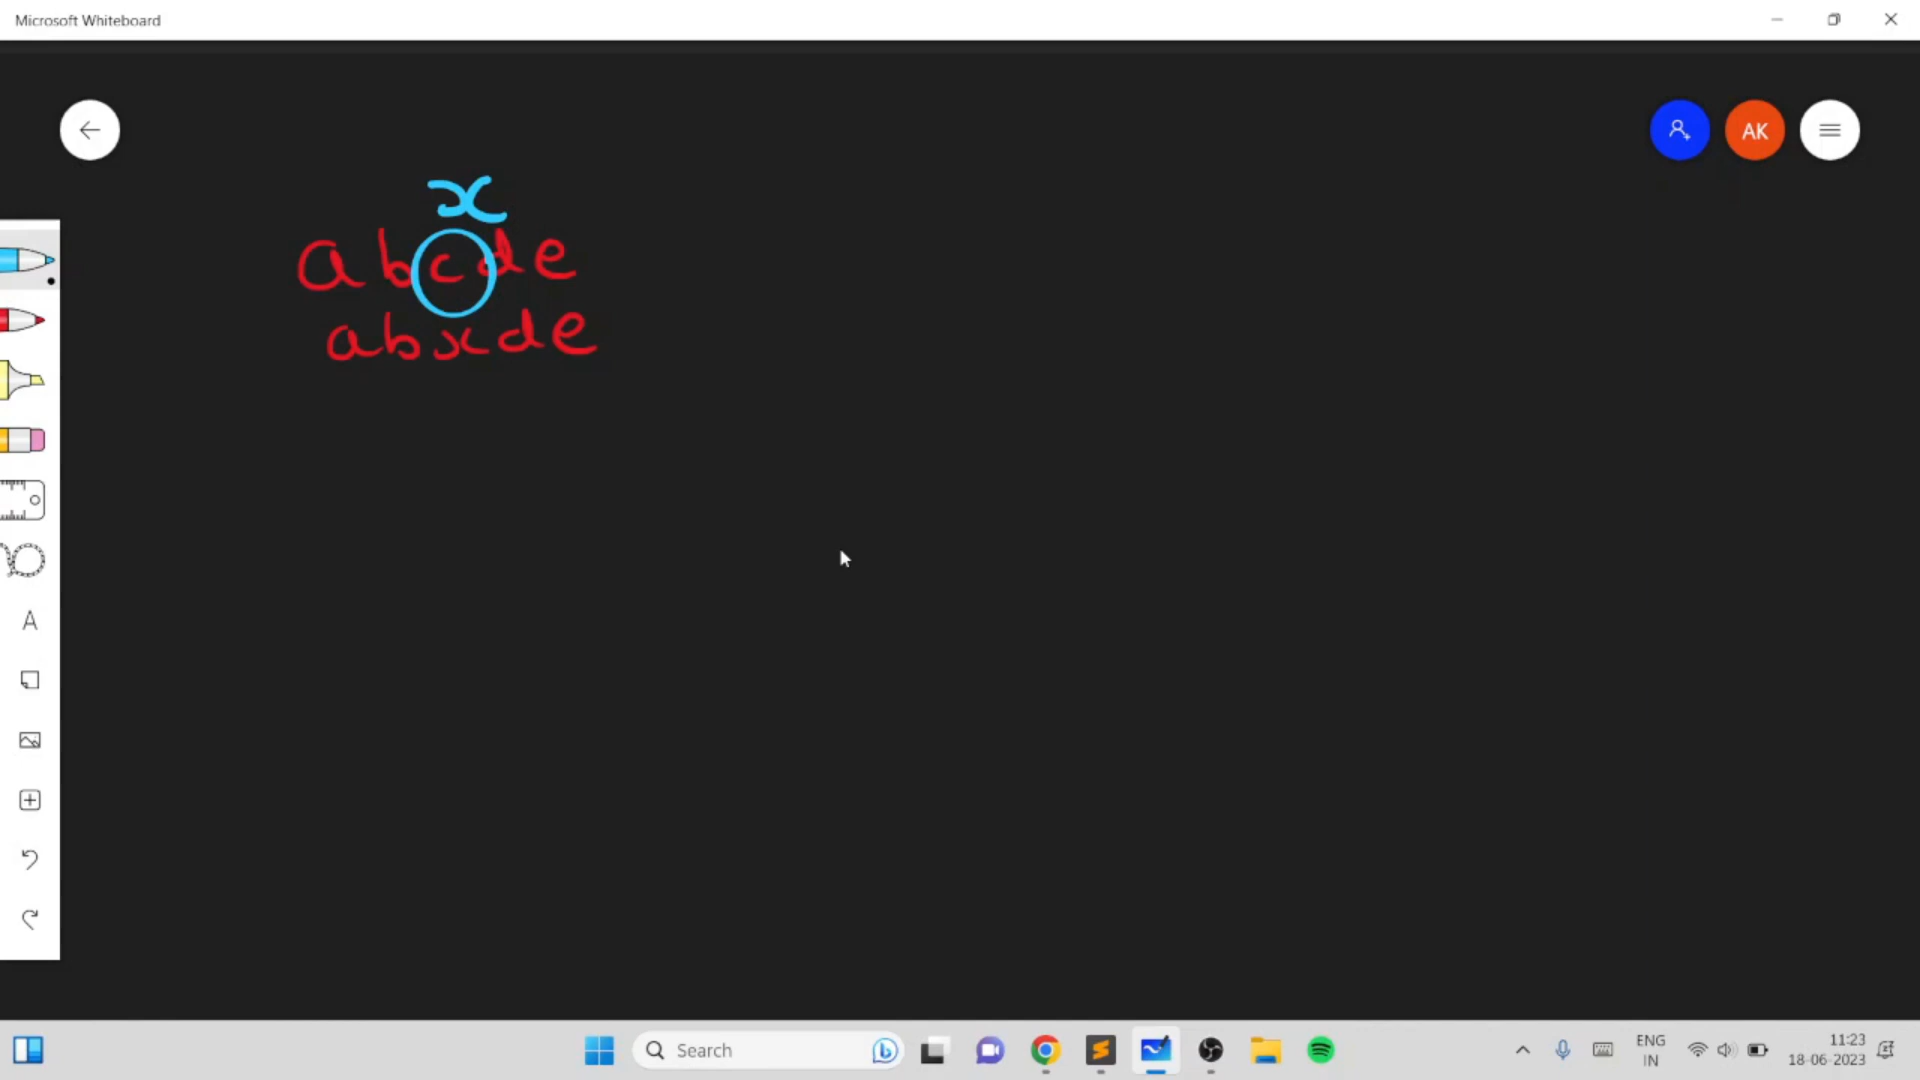 Microsoft Whiteboard
AK
x
abcde
abxde
A
Search
ENG
IN
11:23
18-06-2023